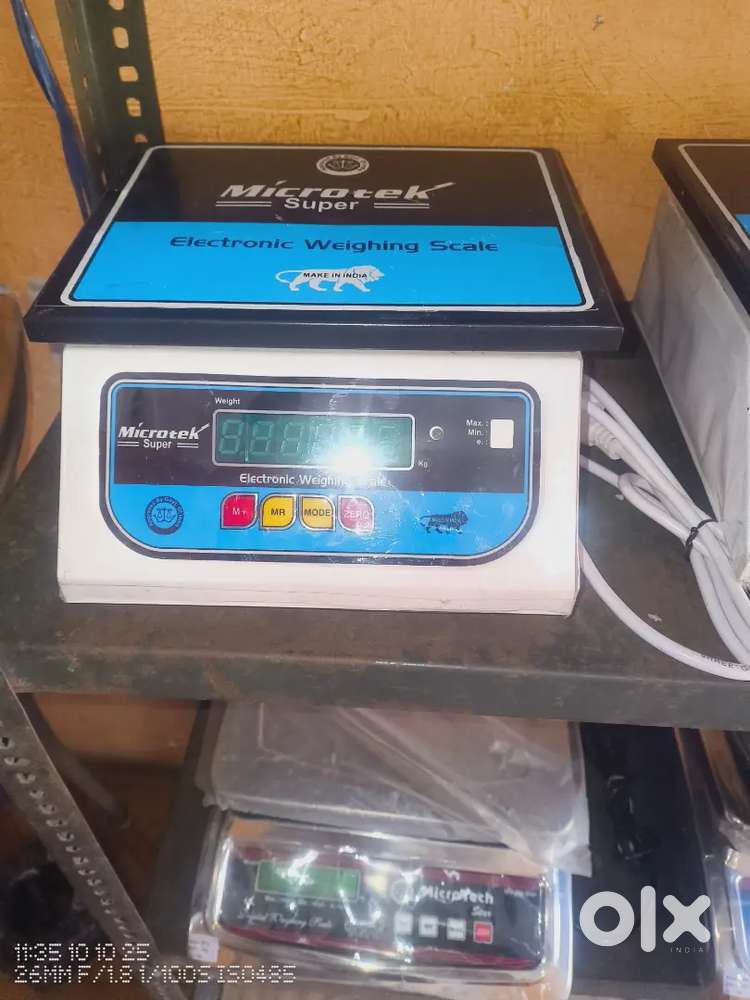 Microtek
Super
Electronic Weighing Scale
MAKE IN INDIA
Weight
Microtek
Super
Max. :
Min. :
e. :
Kg
Electronic Weighing Scale
M+
MR
MODE
ZERO
MicroTech
Star
11:35 10 10 25
26MM F/1.8 1/100S ISO485
olx
INDIA